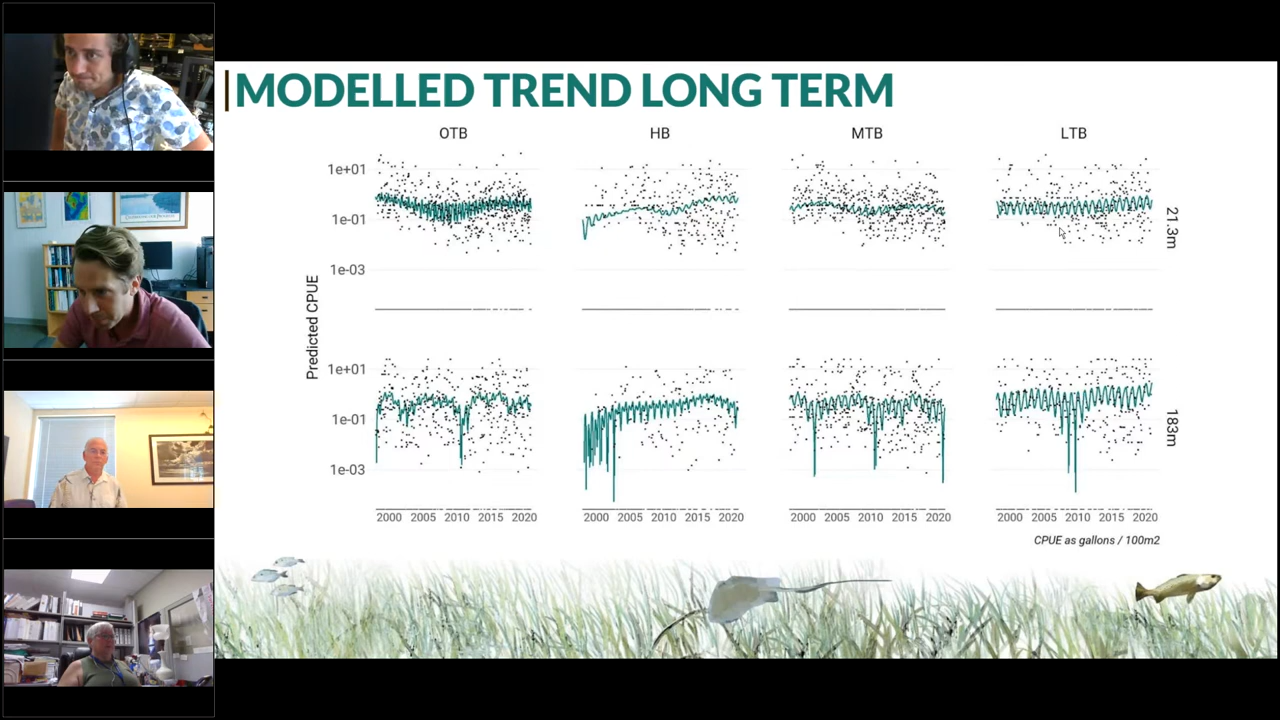 MODELLED TREND LONG TERM
OTB HB MTB LTB
1e+01
1e-01
1e-03
21.3m
Predicted CPUE
1e+01
1e-01
1e-03
183m
2000 2005 2010 2015 2020 2000 2005 2010 2015 2020 2000 2005 2010 2015 2020 2000 2005 2010 2015 2020
CPUE as gallons / 100m2